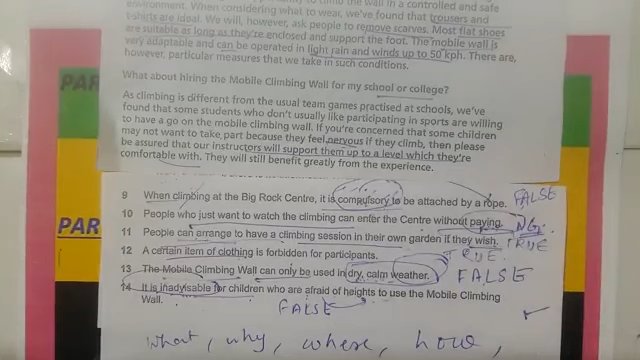 environment. When considering what to wear, we've found that trousers and
t-shirts are ideal. We will, however, ask people to remove scarves. Most flat shoes
are suitable as long as they're enclosed and support the foot. The mobile wall is
very adaptable and can be operated in light rain and winds up to 50 kph. There are,
however, particular measures that we take in such conditions.
What about hiring the Mobile Climbing Wall for my school or college?
As climbing is different from the usual team games practised at schools, we've
found that some students who don't usually like participating in sports are willing
to have a go on the mobile climbing wall. If you're concerned that some children
may not want to take part because they feel nervous if they climb, then please
be assured that our instructors will support them up to a level which they're
comfortable with. They will still benefit greatly from the experience.
PAR
PAR
9 When climbing at the Big Rock Centre, it is compulsory to be attached by a rope. FALSE
10 People who just want to watch the climbing can enter the Centre without paying. NG
11 People can arrange to have a climbing session in their own garden if they wish. TRUE
12 A certain item of clothing is forbidden for participants. TRUE
13 The Mobile Climbing Wall can only be used in dry, calm weather. FALSE
14 It is inadvisable for children who are afraid of heights to use the Mobile Climbing
Wall. FALSE
what, why, where, how,